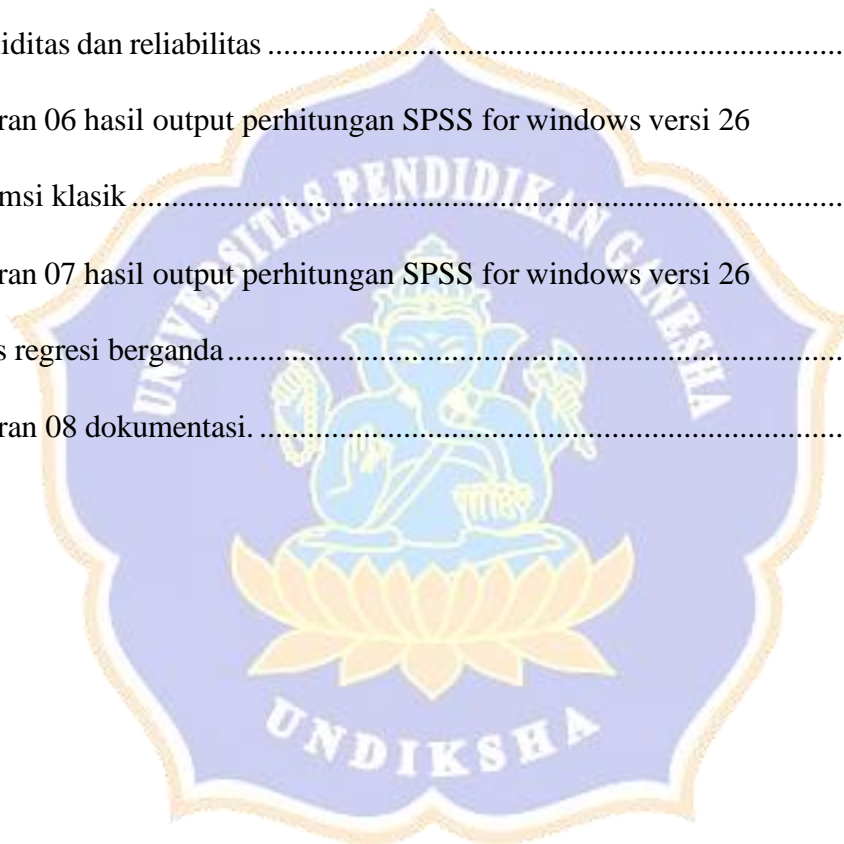 iditas dan reliabilitas ........................................................................
ran 06 hasil output perhitungan SPSS for windows versi 26
msi klasik ........................................................................................
ran 07 hasil output perhitungan SPSS for windows versi 26
s regresi berganda ..............................................................................
ran 08 dokumentasi. ..........................................................................
UNIVERSITAS PENDIDIKAN GANESHA
UNDIKSHA